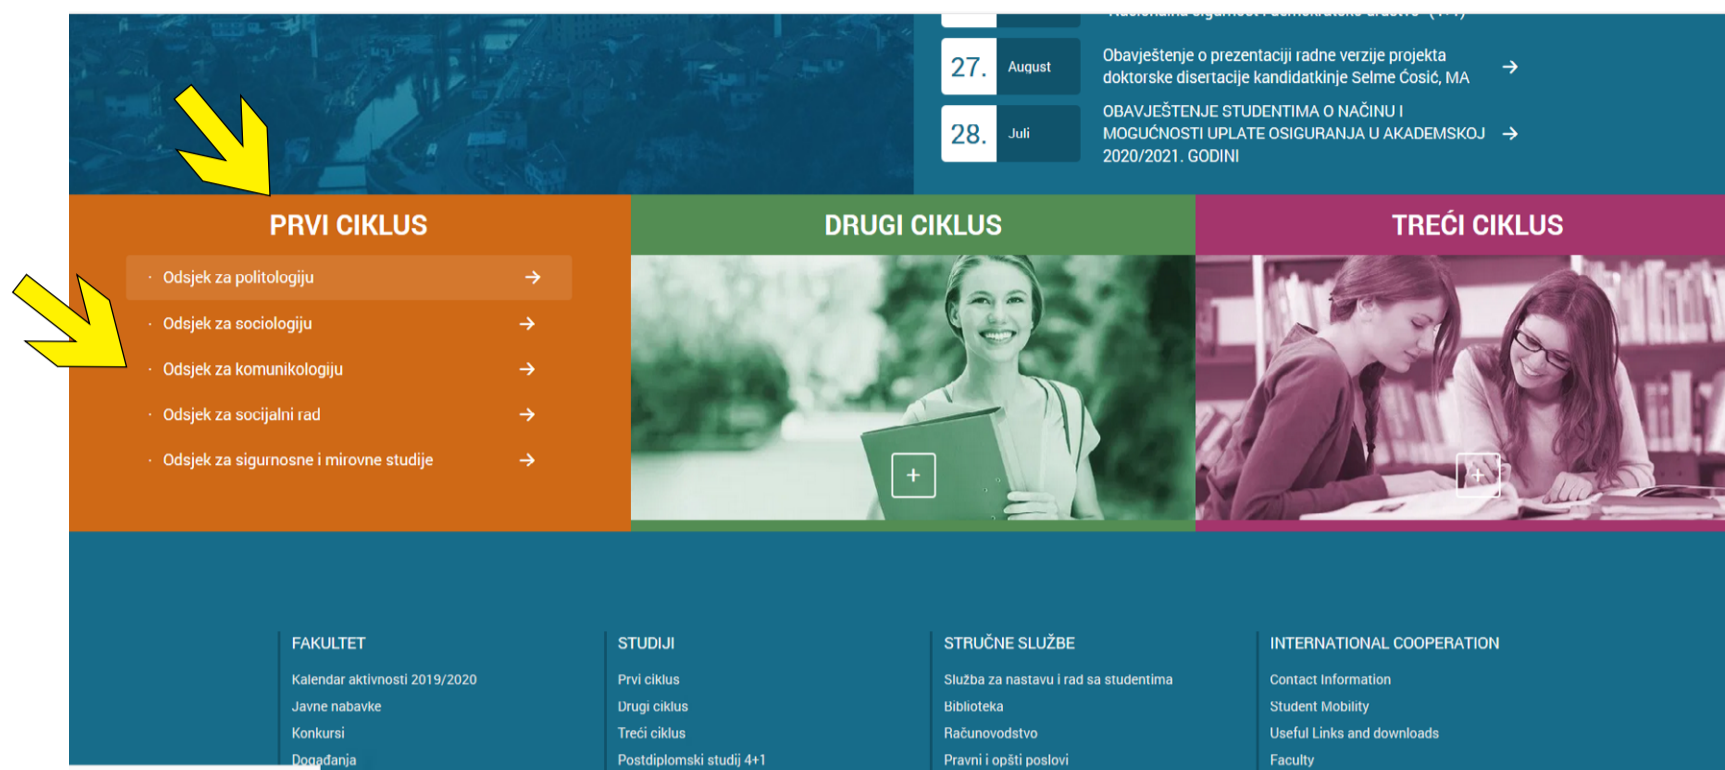 27.
August
Obavještenje o prezentaciji radne verzije projekta
doktorske disertacije kandidatkinje Selme Ćosić, MA
28.
Juli
OBAVJEŠTENJE STUDENTIMA O NAČINU I
MOGUĆNOSTI UPLATE OSIGURANJA U AKADEMSKOJ
2020/2021. GODINI
PRVI CIKLUS
· Odsjek za politologiju
· Odsjek za sociologiju
· Odsjek za komunikologiju
· Odsjek za socijalni rad
· Odsjek za sigurnosne i mirovne studije
DRUGI CIKLUS
+
TREĆI CIKLUS
+
FAKULTET
Kalendar aktivnosti 2019/2020
Javne nabavke
Konkursi
Događanja
STUDIJI
Prvi ciklus
Drugi ciklus
Treći ciklus
Postdiplomski studij 4+1
STRUČNE SLUŽBE
Služba za nastavu i rad sa studentima
Biblioteka
Računovodstvo
Pravni i opšti poslovi
INTERNATIONAL COOPERATION
Contact Information
Student Mobility
Useful Links and downloads
Faculty